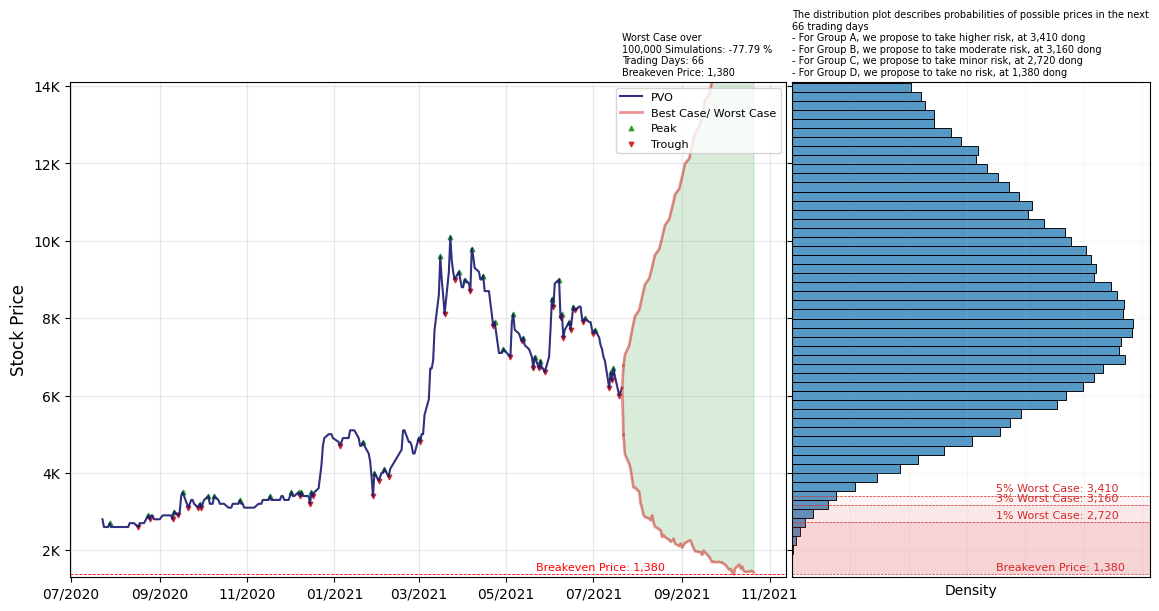 The distribution plot describes probabilities of possible prices in the next
66 trading days
- For Group A, we propose to take higher risk, at 3,410 dong
- For Group B, we propose to take moderate risk, at 3,160 dong
- For Group C, we propose to take minor risk, at 2,720 dong
- For Group D, we propose to take no risk, at 1,380 dong
Worst Case over
100,000 Simulations: -77.79 %
Trading Days: 66
Breakeven Price: 1,380
PVO
Best Case/ Worst Case
Peak
Trough
Stock Price
14K
12K
10K
8K
6K
4K
2K
Breakeven Price: 1,380
07/2020
09/2020
11/2020
01/2021
03/2021
05/2021
07/2021
09/2021
11/2021
5% Worst Case: 3,410
3% Worst Case: 3,160
1% Worst Case: 2,720
Breakeven Price: 1,380
Density